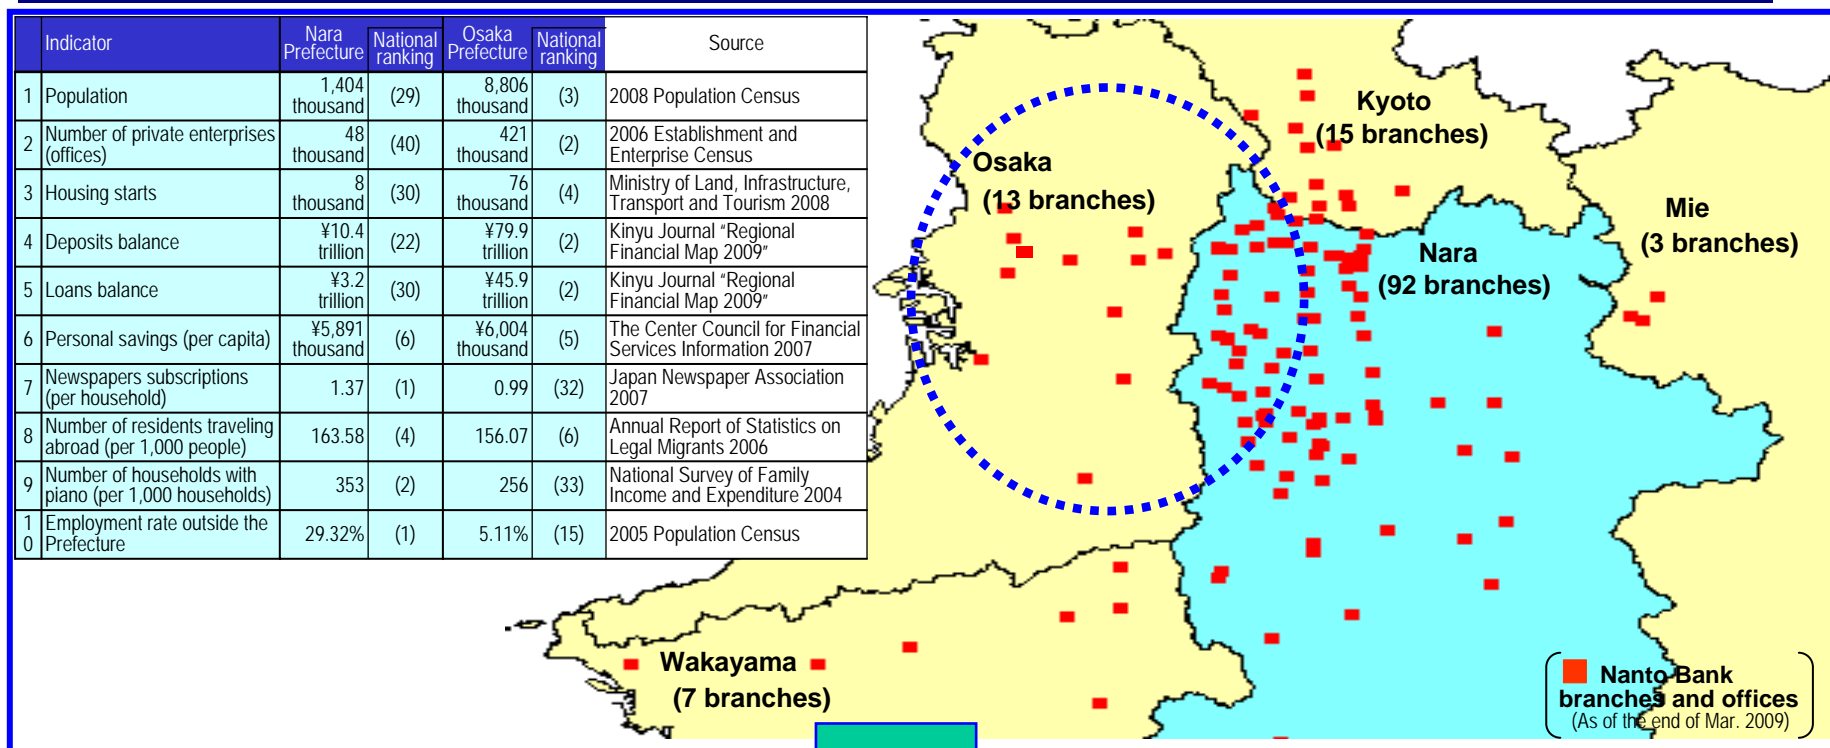 Indicator Nara Prefecture National ranking Osaka Prefecture National ranking Source
1 Population 1,404 thousand (29) 8,806 thousand (3) 2008 Population Census
2 Number of private enterprises (offices) 48 thousand (40) 421 thousand (2) 2006 Establishment and Enterprise Census
3 Housing starts 8 thousand (30) 76 thousand (4) Ministry of Land, Infrastructure, Transport and Tourism 2008
4 Deposits balance ¥10.4 trillion (22) ¥79.9 trillion (2) Kinyu Journal “Regional Financial Map 2009”
5 Loans balance ¥3.2 trillion (30) ¥45.9 trillion (2) Kinyu Journal “Regional Financial Map 2009”
6 Personal savings (per capita) ¥5,891 thousand (6) ¥6,004 thousand (5) The Center Council for Financial Services Information 2007
7 Newspapers subscriptions (per household) 1.37 (1) 0.99 (32) Japan Newspaper Association 2007
8 Number of residents traveling abroad (per 1,000 people) 163.58 (4) 156.07 (6) Annual Report of Statistics on Legal Migrants 2006
9 Number of households with piano (per 1,000 households) 353 (2) 256 (33) National Survey of Family Income and Expenditure 2004
10 Employment rate outside the Prefecture 29.32% (1) 5.11% (15) 2005 Population Census
Kyoto
(15 branches)
Osaka
(13 branches)
Mie
(3 branches)
Nara
(92 branches)
Wakayama
(7 branches)
Nanto Bank
branches and offices
(As of the end of Mar. 2009)